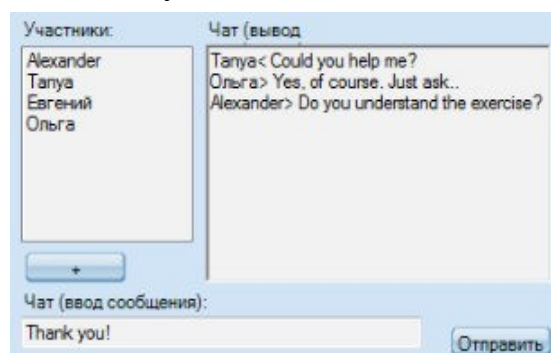 Участники:
Чат (вывод
Alexander
Tanya
Евгений
Ольга
Tanya< Could you help me?
Ольга> Yes, of course. Just ask..
Alexander> Do you understand the exercise?
+
Чат (ввод сообщения):
Thank you!
Отправить